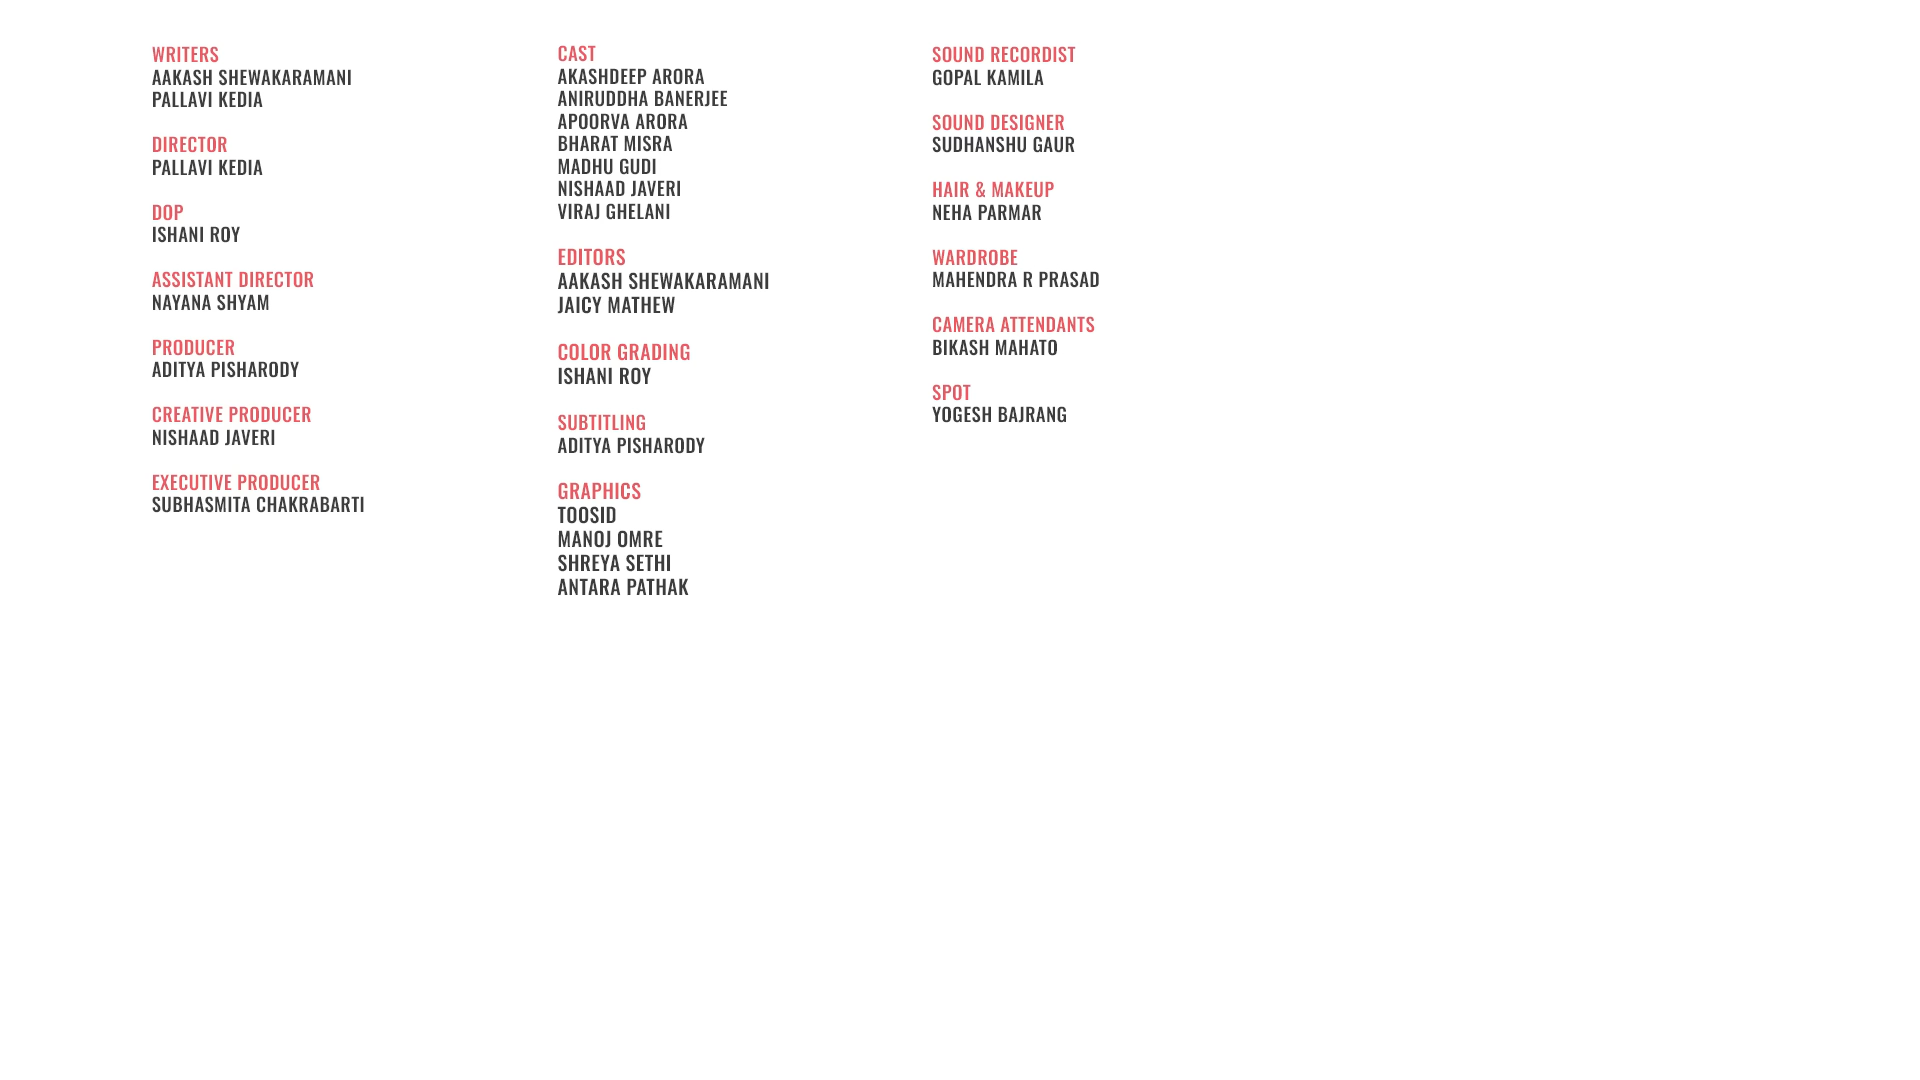 WRITERS
AAKASH SHEWAKARAMANI
PALLAVI KEDIA
DIRECTOR
PALLAVI KEDIA
DOP
ISHANI ROY
ASSISTANT DIRECTOR
NAYANA SHYAM
PRODUCER
ADITYA PISHARODY
CREATIVE PRODUCER
NISHAAD JAVERI
EXECUTIVE PRODUCER
SUBHASMITA CHAKRABARTI
CAST
AKASHDEEP ARORA
ANIRUDDHA BANERJEE
APOORVA ARORA
BHARAT MISRA
MADHU GUDI
NISHAAD JAVERI
VIRAJ GHELANI
EDITORS
AAKASH SHEWAKARAMANI
JAICY MATHEW
COLOR GRADING
ISHANI ROY
SUBTITLING
ADITYA PISHARODY
GRAPHICS
TOOSID
MANOJ OMRE
SHREYA SETHI
ANTARA PATHAK
SOUND RECORDIST
GOPAL KAMILA
SOUND DESIGNER
SUDHANSHU GAUR
HAIR & MAKEUP
NEHA PARMAR
WARDROBE
MAHENDRA R PRASAD
CAMERA ATTENDANTS
BIKASH MAHATO
SPOT
YOGESH BAJRANG